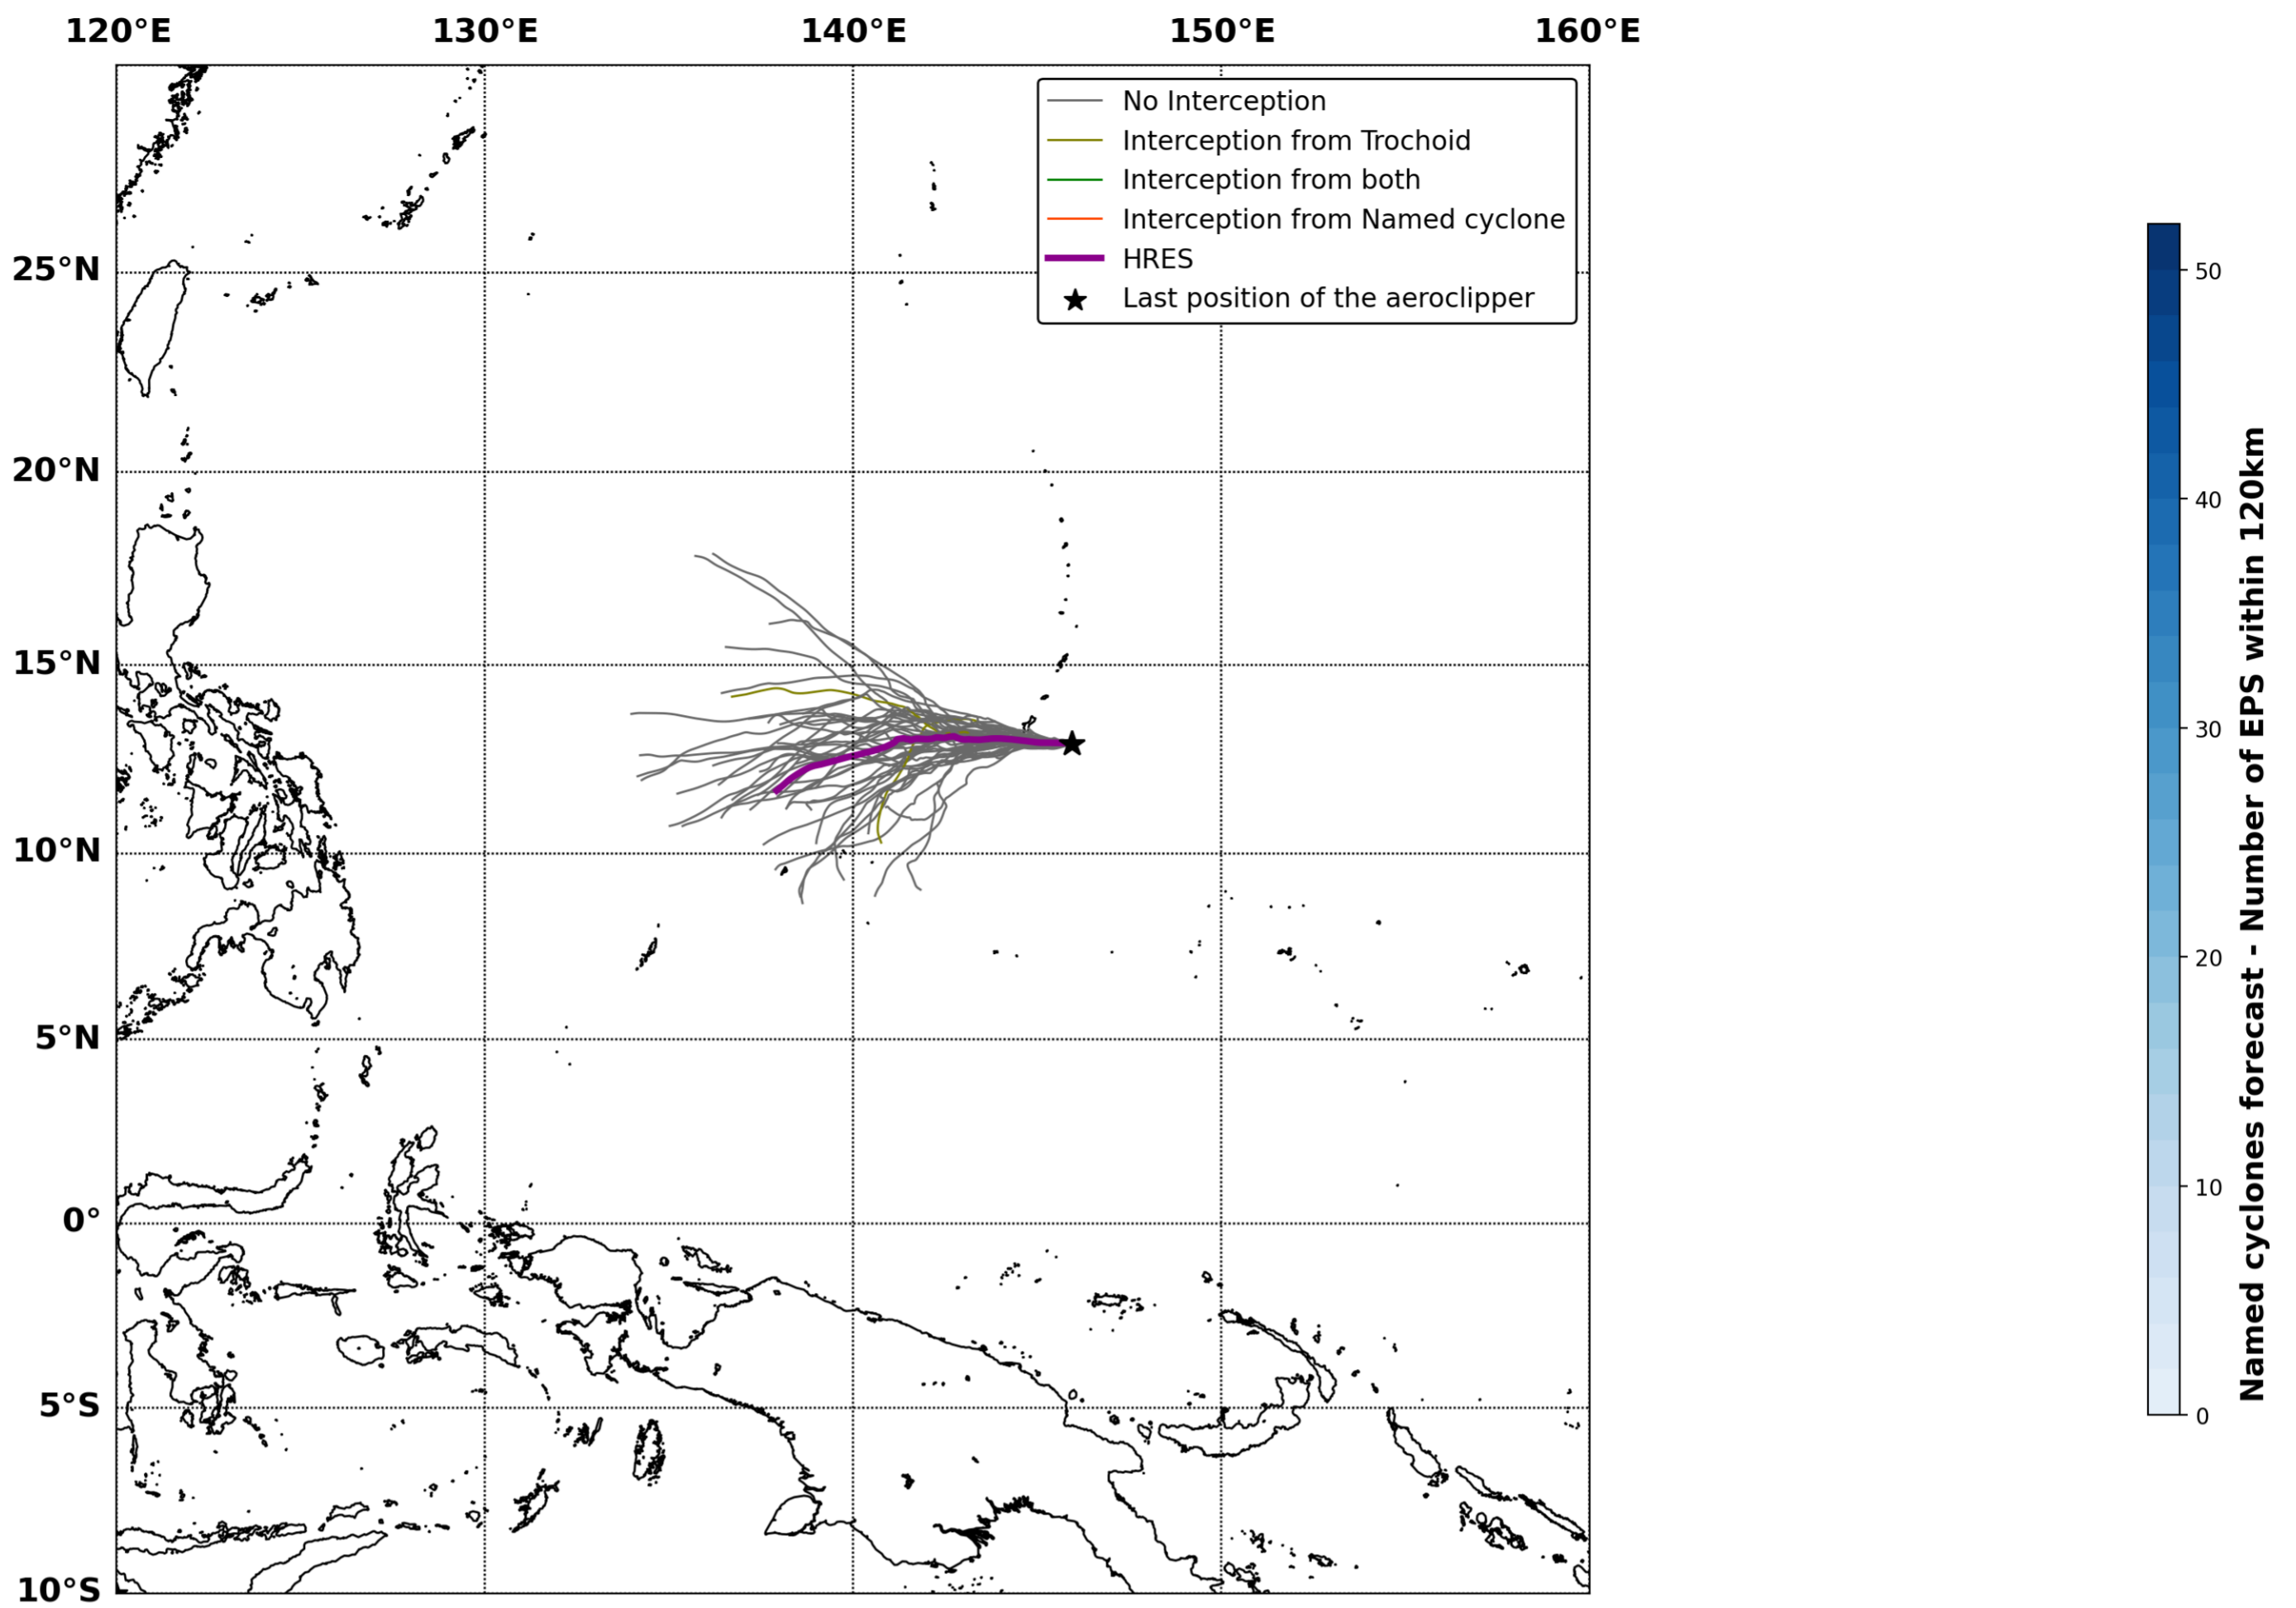 120°E 130°E 140°E 150°E 160°E
No Interception
Interception from Trochoid
Interception from both
Interception from Named cyclone
HRES
Last position of the aeroclipper
25°N
20°N
15°N
10°N
5°N
0°
5°S
10°S
50
40
30
20
10
0
Named cyclones forecast - Number of EPS within 120km